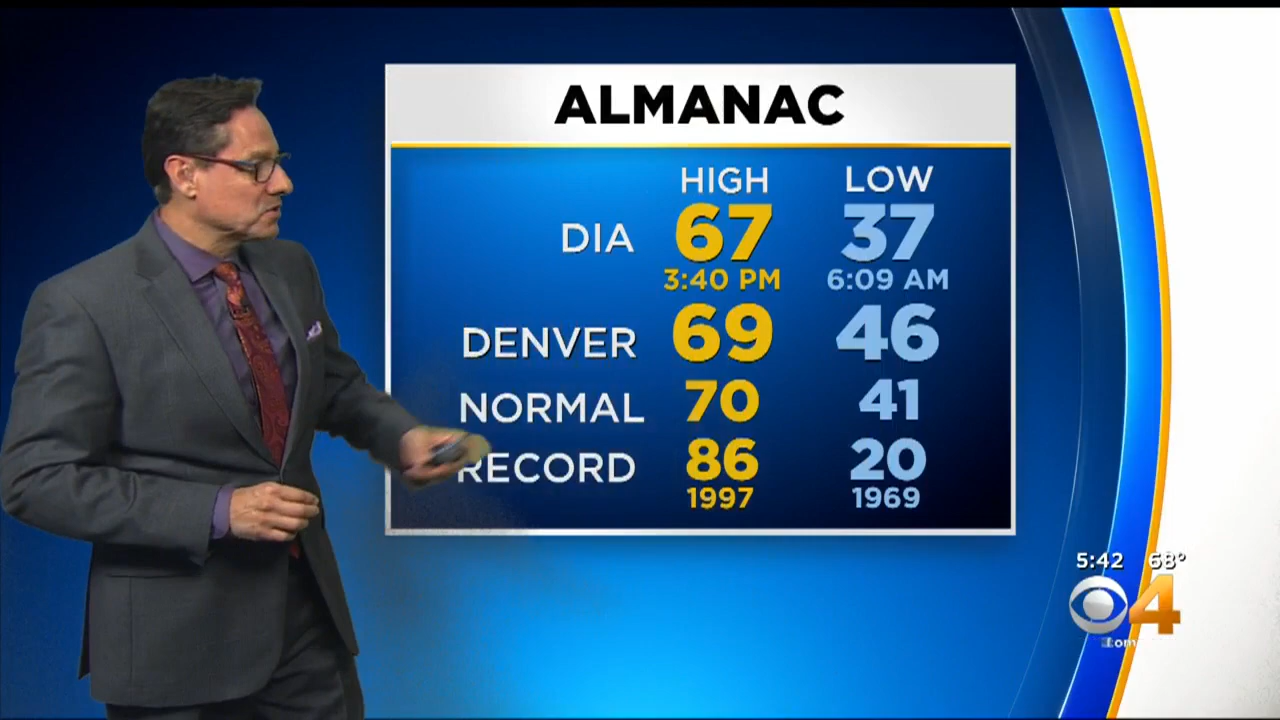 ALMANAC
HIGH LOW
DIA 67 37
3:40 PM 6:09 AM
DENVER 69 46
NORMAL 70 41
RECORD 86 20
1997 1969
5:42 68°
4